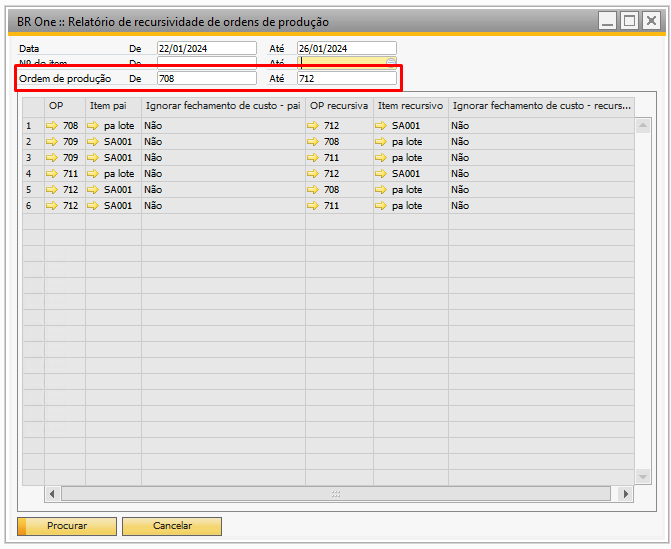 BR One :: Relatório de recursividade de ordens de produção
Data De 22/01/2024 Até 26/01/2024
Nº do item De Até
Ordem de produção De 708 Até 712
OP Item pai Ignorar fechamento de custo - pai OP recursiva Item recursivo Ignorar fechamento de custo - recurs...
1 708 pa lote Não 712 SA001 Não
2 709 SA001 Não 708 pa lote Não
3 709 SA001 Não 711 pa lote Não
4 711 pa lote Não 712 SA001 Não
5 712 SA001 Não 708 pa lote Não
6 712 SA001 Não 711 pa lote Não
Procurar Cancelar